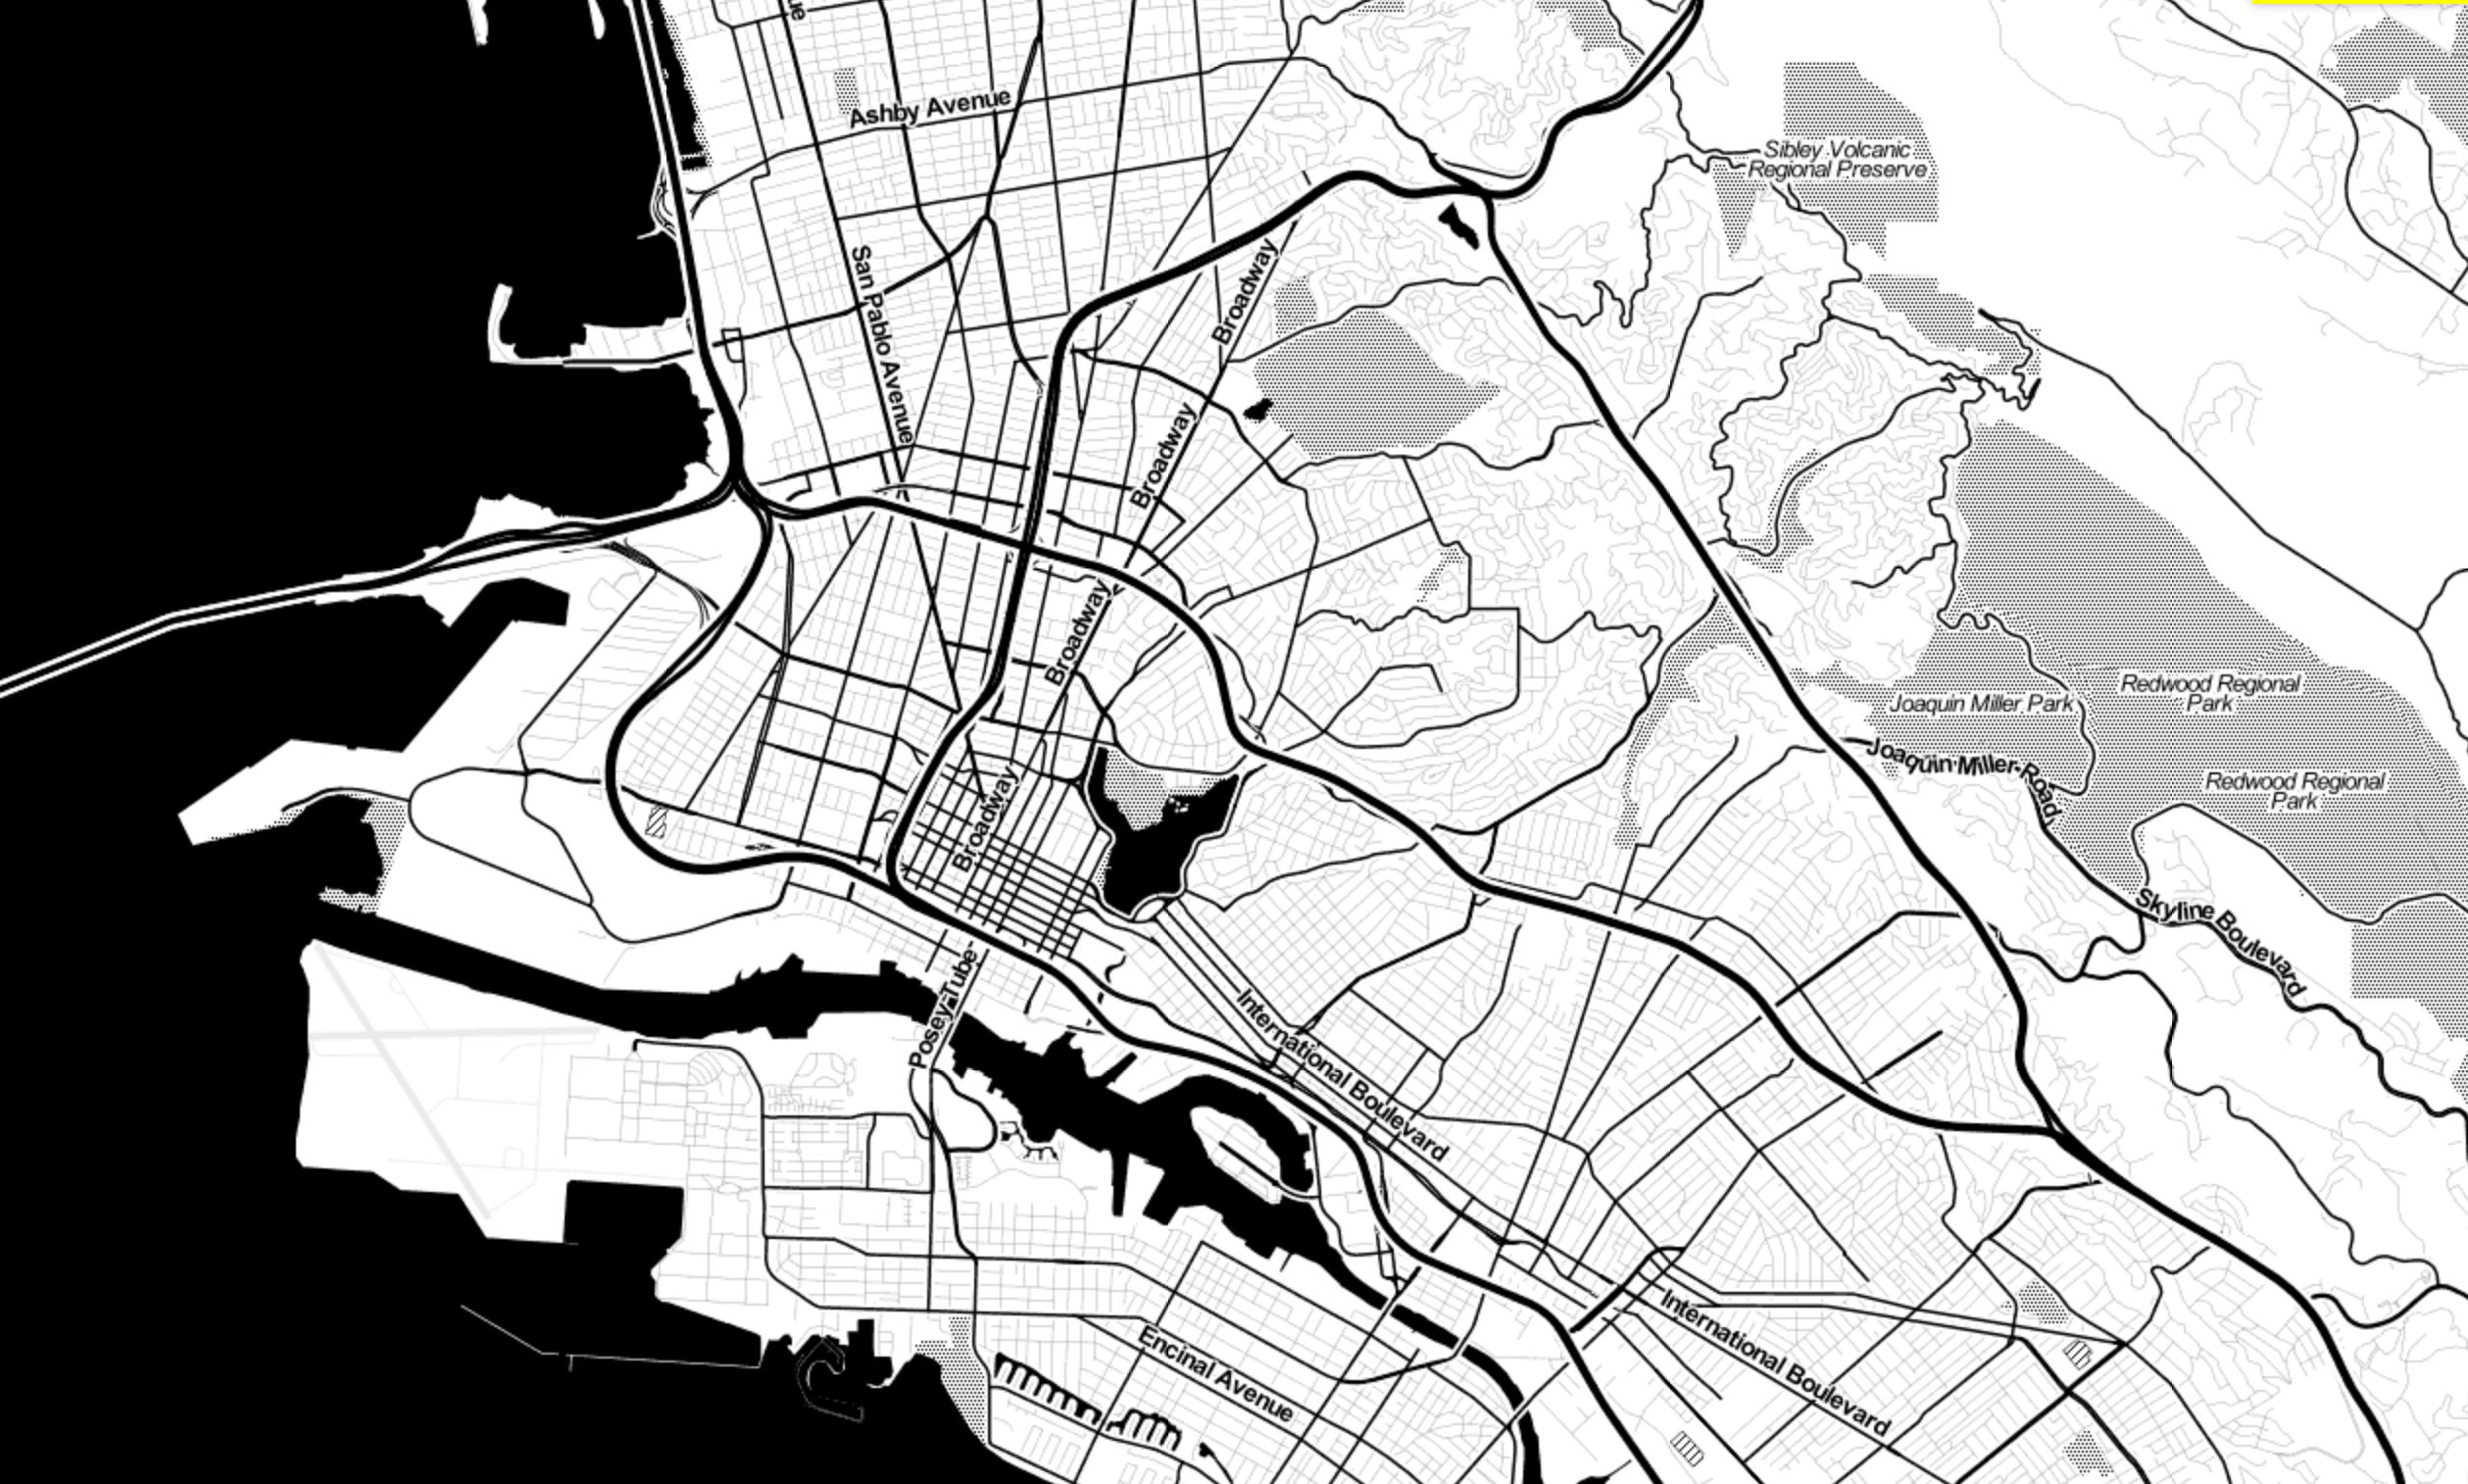 ue
Ashby Avenue
Sibley Volcanic
Regional Preserve
San Pablo Avenue
Broadway
Broadway
Broadway
Broadway
Redwood Regional
Park
Joaquin Miller Park
Joaquin Miller Road
Redwood Regional
Park
Skyline Boulevard
Posey Tube
International Boulevard
International Boulevard
Encinal Avenue